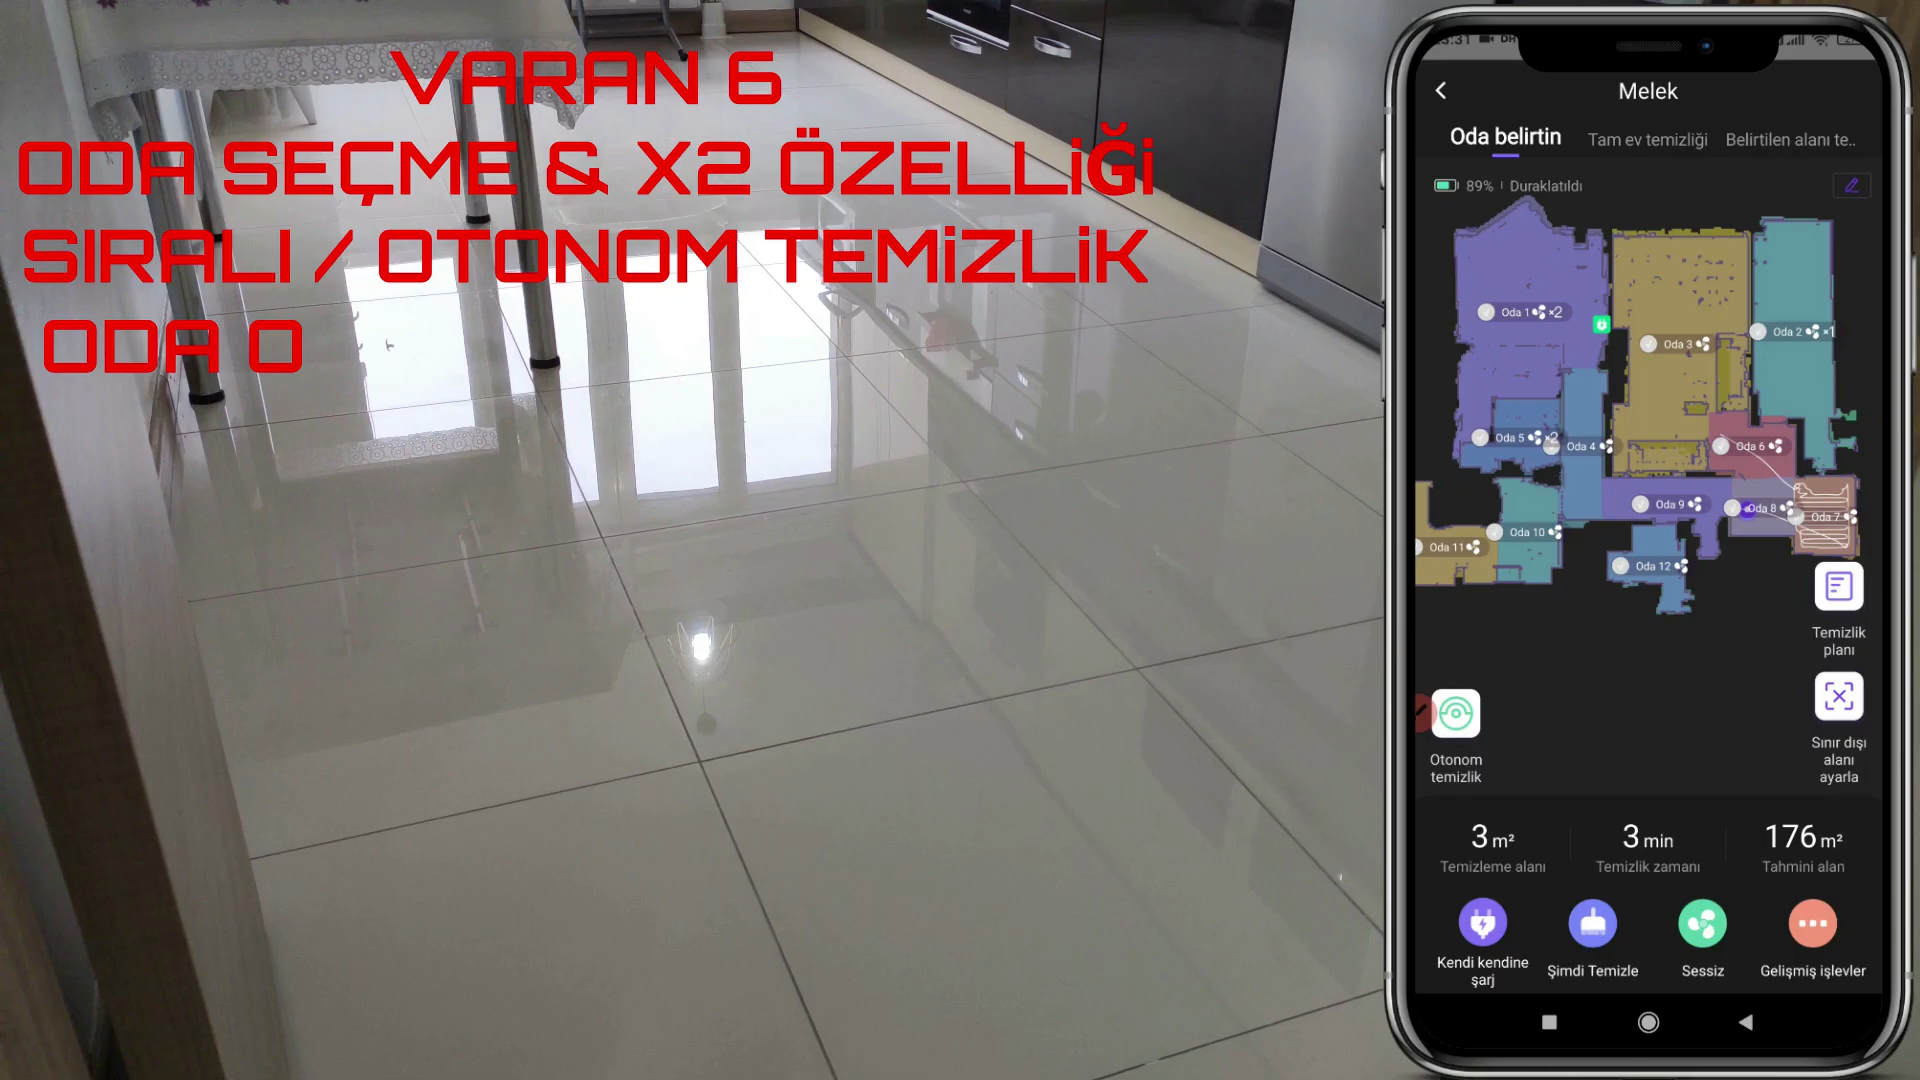 VARAN 6
ODA SEÇME & X2 ÖZELLİĞİ
SIRALI / OTONOM TEMİZLİK
ODA O
Melek
Oda belirtin
Tam ev temizliği
Belirtilen alanı te..
89% | Duraklatıldı
Oda 1 ×2
Oda 2 ×1
Oda 3
Oda 5 ×2
Oda 4
Oda 6
Oda 9
Oda 8
Oda 7
Oda 10
Oda 11
Oda 12
Temizlik
planı
Sınır dışı
alanı
ayarla
Otonom
temizlik
3 m²
Temizleme alanı
3 min
Temizlik zamanı
176 m²
Tahmini alan
Kendi kendine
şarj
Şimdi Temizle
Sessiz
Gelişmiş işlevler